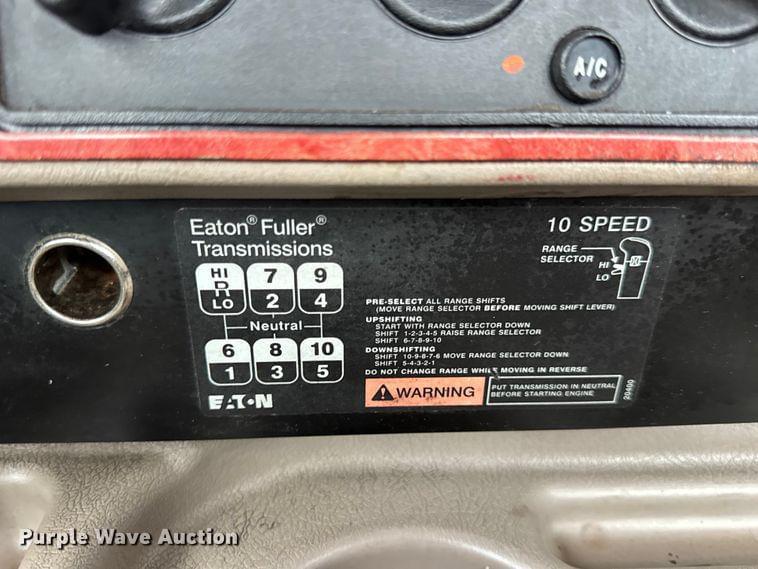 A/C
Eaton® Fuller®
Transmissions
10 SPEED
RANGE
SELECTOR
HI
LO
HI 7 9
R
LO 2 4
Neutral
6 8 10
1 3 5
EATON
PRE-SELECT ALL RANGE SHIFTS
(MOVE RANGE SELECTOR BEFORE MOVING SHIFT LEVER)
UPSHIFTING
START WITH RANGE SELECTOR DOWN
SHIFT 1-2-3-4-5 RAISE RANGE SELECTOR
SHIFT 6-7-8-9-10
DOWNSHIFTING
SHIFT 10-9-8-7-6 MOVE RANGE SELECTOR DOWN
SHIFT 5-4-3-2-1
DO NOT CHANGE RANGE WHILE MOVING IN REVERSE
WARNING
PUT TRANSMISSION IN NEUTRAL
BEFORE STARTING ENGINE
20490
Purple Wave Auction